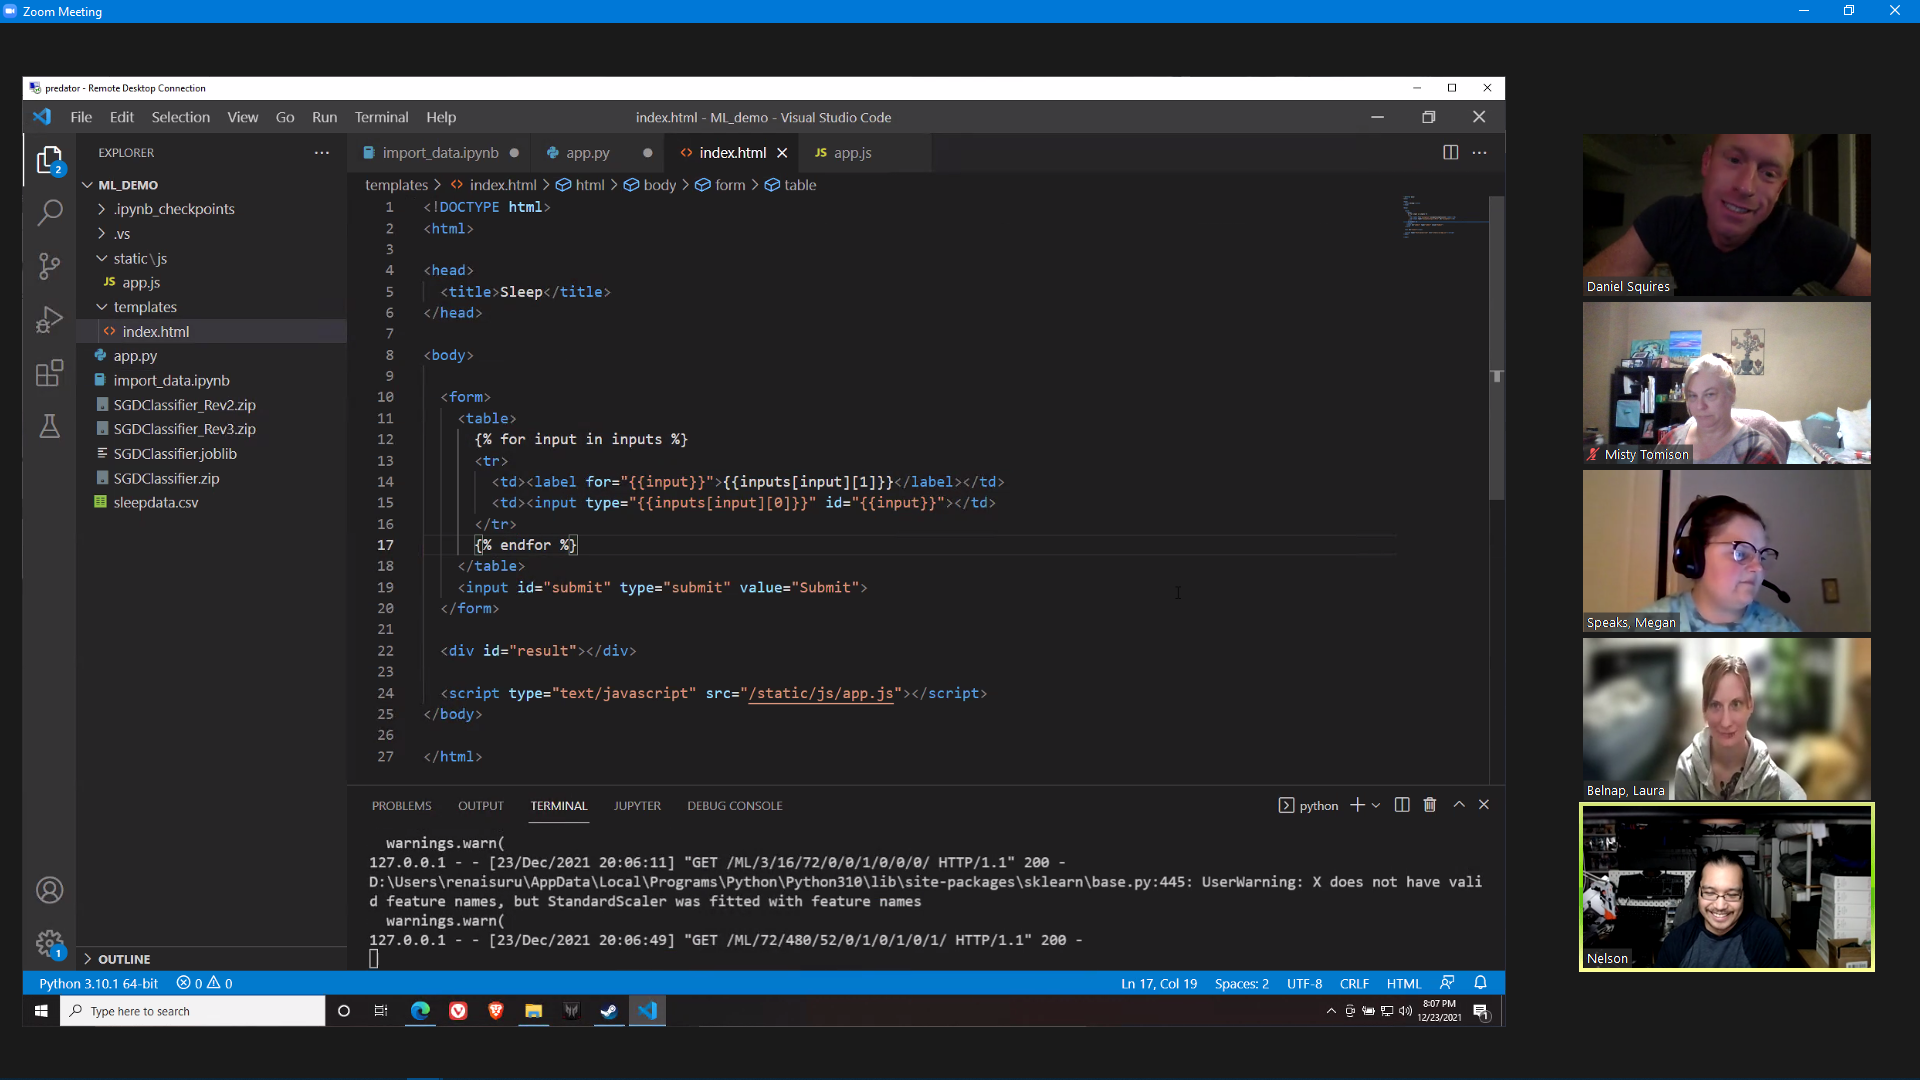 Zoom Meeting
predator - Remote Desktop Connection
File Edit Selection View Go Run Terminal Help
index.html - ML_demo - Visual Studio Code
EXPLORER
2
ML_DEMO
.ipynb_checkpoints
.vs
static\js
JS app.js
templates
<> index.html
app.py
import_data.ipynb
SGDClassifier_Rev2.zip
SGDClassifier_Rev3.zip
SGDClassifier.joblib
SGDClassifier.zip
sleepdata.csv
OUTLINE
1
import_data.ipynb app.py <> index.html JS app.js
templates > <> index.html > html > body > form > table
1 <!DOCTYPE html>
2 <html>
3
4 <head>
5 <title>Sleep</title>
6 </head>
7
8 <body>
9
10 <form>
11 <table>
12 {% for input in inputs %}
13 <tr>
14 <td><label for="{{input}}">{{inputs[input][1]}}</label></td>
15 <td><input type="{{inputs[input][0]}}" id="{{input}}"></td>
16 </tr>
17 {% endfor %}
18 </table>
19 <input id="submit" type="submit" value="Submit">
20 </form>
21
22 <div id="result"></div>
23
24 <script type="text/javascript" src="/static/js/app.js"></script>
25 </body>
26
27 </html>
PROBLEMS OUTPUT TERMINAL JUPYTER DEBUG CONSOLE
python
warnings.warn(
127.0.0.1 - - [23/Dec/2021 20:06:11] "GET /ML/3/16/72/0/0/1/0/0/0/ HTTP/1.1" 200 -
D:\Users\renaisuru\AppData\Local\Programs\Python\Python310\lib\site-packages\sklearn\base.py:445: UserWarning: X does not have vali
d feature names, but StandardScaler was fitted with feature names
warnings.warn(
127.0.0.1 - - [23/Dec/2021 20:06:49] "GET /ML/72/480/52/0/1/0/1/0/1/ HTTP/1.1" 200 -
Python 3.10.1 64-bit 0 0
Ln 17, Col 19 Spaces: 2 UTF-8 CRLF HTML
Type here to search
8:07 PM
12/23/2021
1
Daniel Squires
Misty Tomison
Speaks, Megan
Belnap, Laura
Nelson